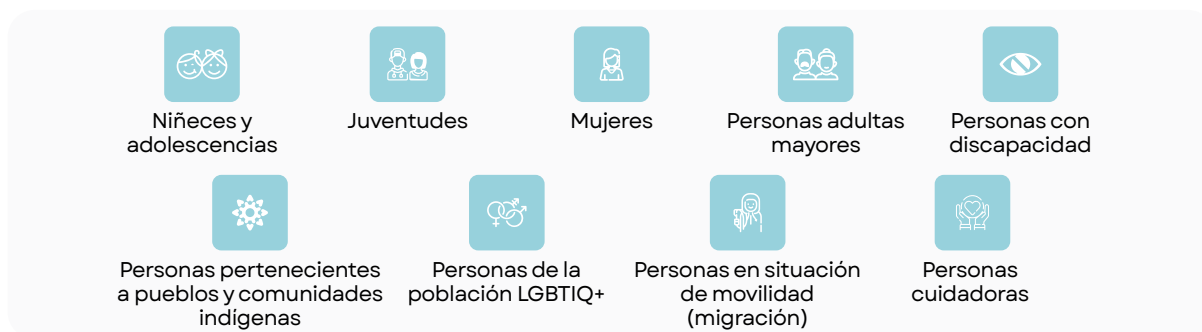 Niñeces y
adolescencias
Juventudes
Mujeres
Personas adultas
mayores
Personas con
discapacidad
Personas pertenecientes
a pueblos y comunidades
indígenas
Personas de la
población LGBTIQ+
Personas en situación
de movilidad
(migración)
Personas
cuidadoras